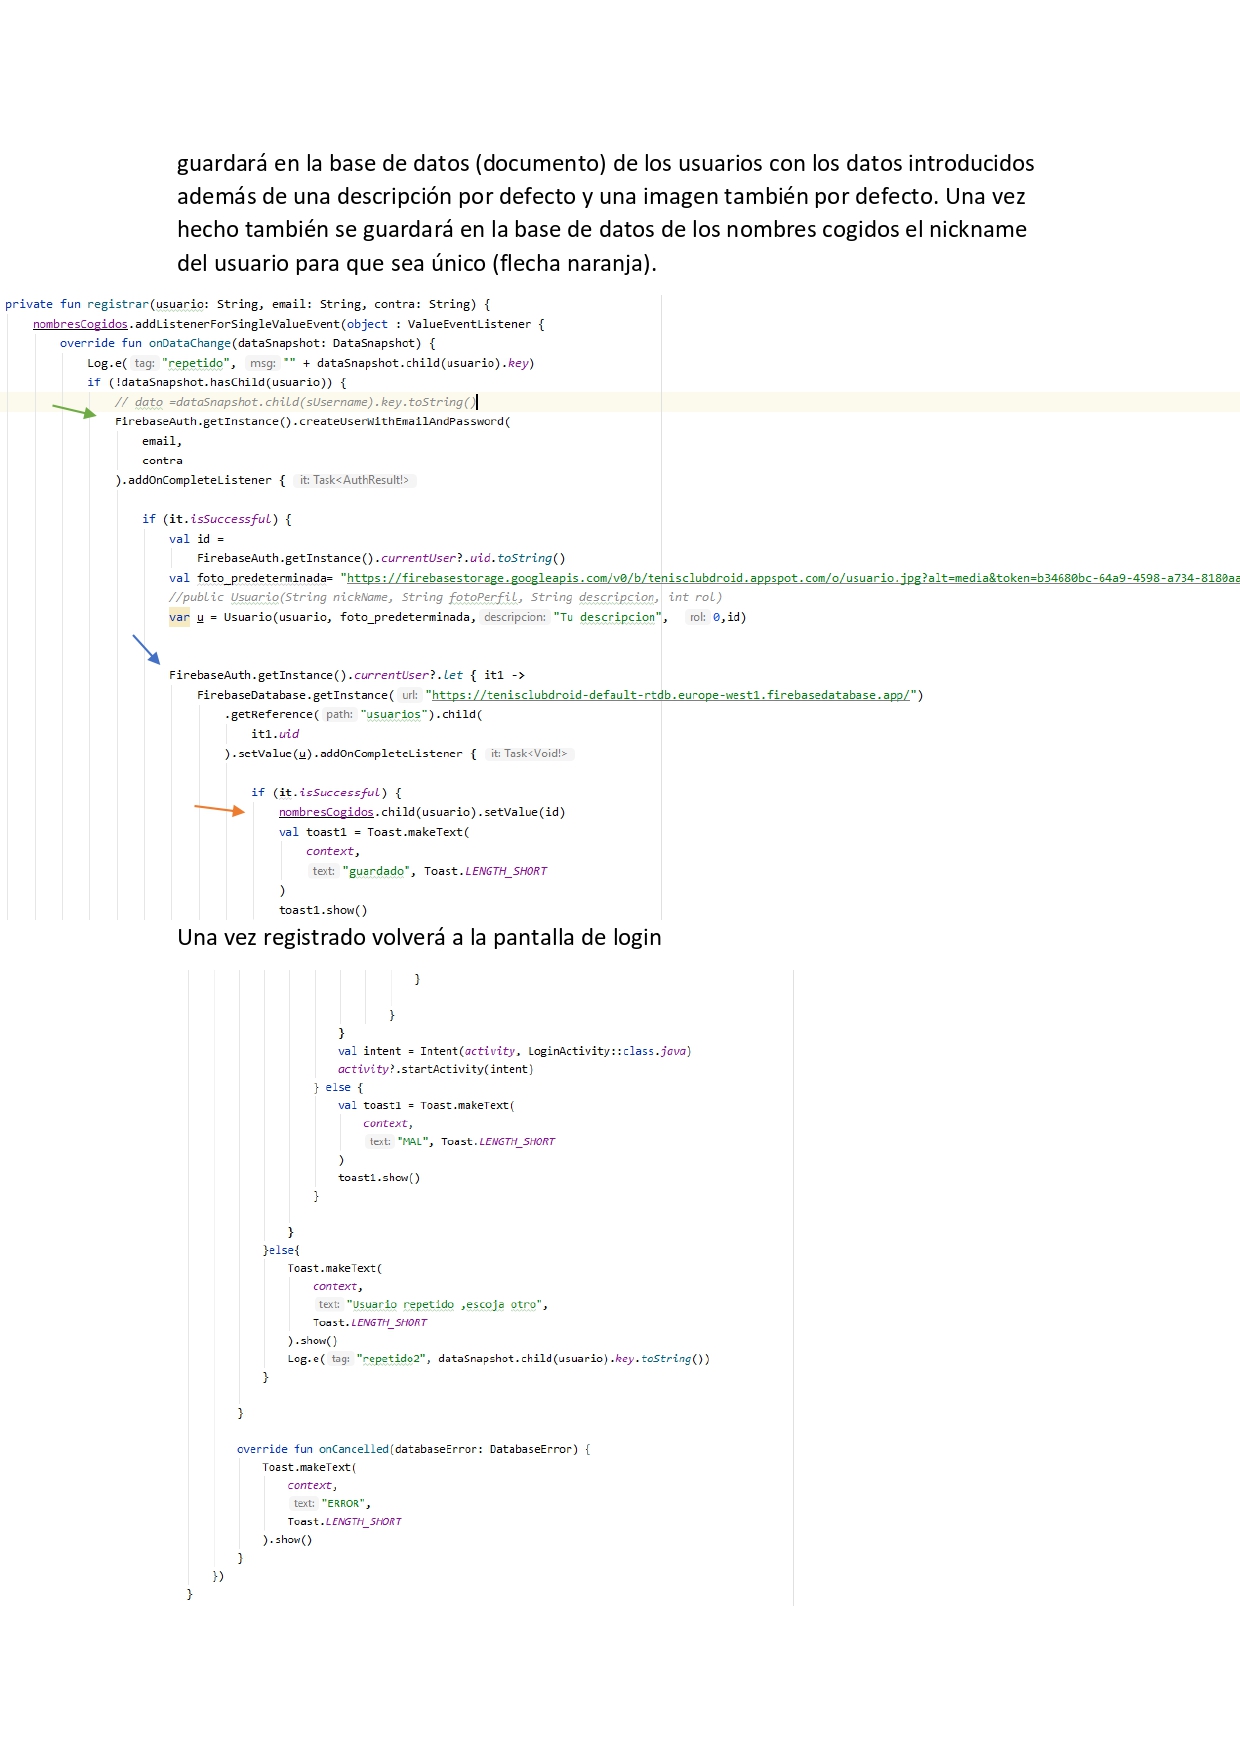 guardará en la base de datos (documento) de los usuarios con los datos introducidos
además de una descripción por defecto y una imagen también por defecto. Una vez
hecho también se guardará en la base de datos de los nombres cogidos el nickname
del usuario para que sea único (flecha naranja).
private fun registrar(usuario: String, email: String, contra: String) {
nombresCogidos.addListenerForSingleValueEvent(object : ValueEventListener {
override fun onDataChange(dataSnapshot: DataSnapshot) {
Log.e( tag: "repetido", msg: "" + dataSnapshot.child(usuario).key)
if (!dataSnapshot.hasChild(usuario)) {
// dato =dataSnapshot.child(sUsername).key.toString()
FirebaseAuth.getInstance().createUserWithEmailAndPassword(
email,
contra
).addOnCompleteListener { it: Task<AuthResult!>
if (it.isSuccessful) {
val id =
FirebaseAuth.getInstance().currentUser?.uid.toString()
val foto_predeterminada= "https://firebasestorage.googleapis.com/v0/b/tenisclubdroid.appspot.com/o/usuario.jpg?alt=media&token=b34680bc-64a9-4598-a734-8180aa
//public Usuario(String nickName, String fotoPerfil, String descripcion, int rol)
var u = Usuario(usuario, foto_predeterminada, descripcion: "Tu descripcion", rol: 0,id)
FirebaseAuth.getInstance().currentUser?.let { it1 ->
FirebaseDatabase.getInstance( url: "https://tenisclubdroid-default-rtdb.europe-west1.firebasedatabase.app/")
.getReference( path: "usuarios").child(
it1.uid
).setValue(u).addOnCompleteListener { it: Task<Void!>
if (it.isSuccessful) {
nombresCogidos.child(usuario).setValue(id)
val toast1 = Toast.makeText(
context,
text: "guardado", Toast.LENGTH_SHORT
)
toast1.show()
Una vez registrado volverá a la pantalla de login
}
}
}
val intent = Intent(activity, LoginActivity::class.java)
activity?.startActivity(intent)
} else {
val toast1 = Toast.makeText(
context,
text: "MAL", Toast.LENGTH_SHORT
)
toast1.show()
}
}
}else{
Toast.makeText(
context,
text: "Usuario repetido ,escoja otro",
Toast.LENGTH_SHORT
).show()
Log.e( tag: "repetido2", dataSnapshot.child(usuario).key.toString())
}
}
override fun onCancelled(databaseError: DatabaseError) {
Toast.makeText(
context,
text: "ERROR",
Toast.LENGTH_SHORT
).show()
}
})
}